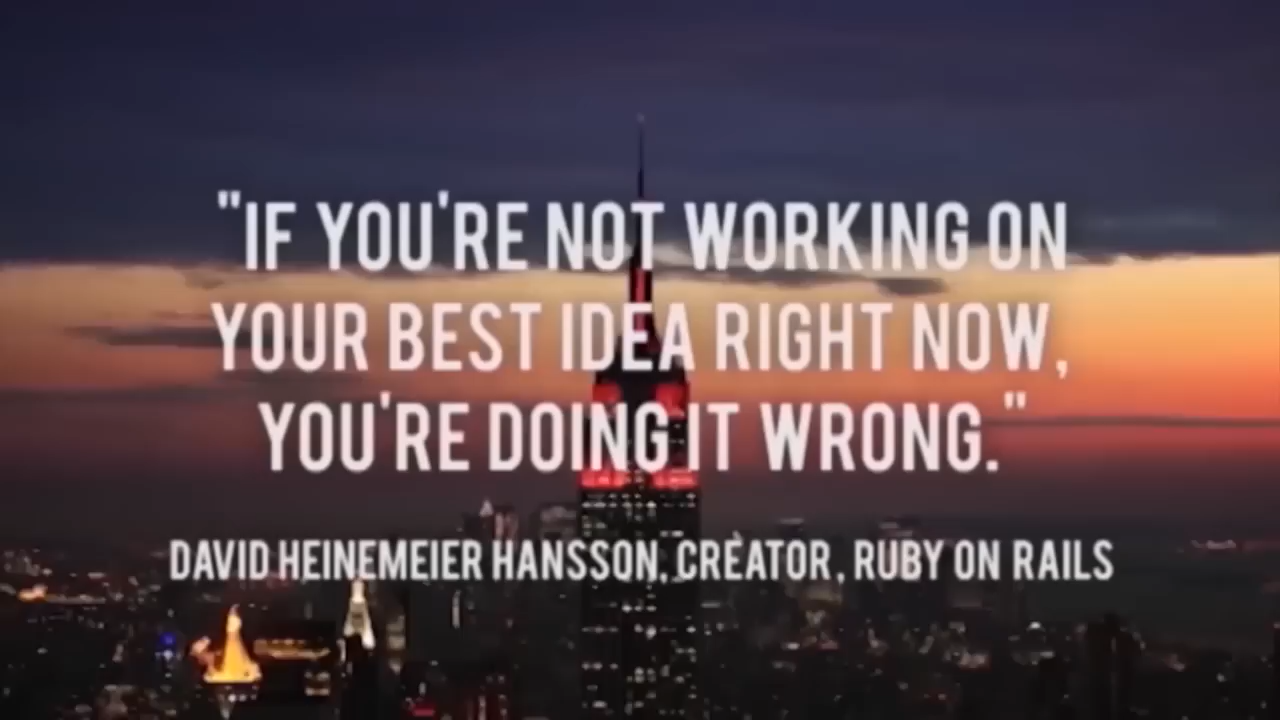 "IF YOU'RE NOT WORKING ON
YOUR BEST IDEA RIGHT NOW,
YOU'RE DOING IT WRONG."
DAVID HEINEMEIER HANSSON, CREATOR, RUBY ON RAILS